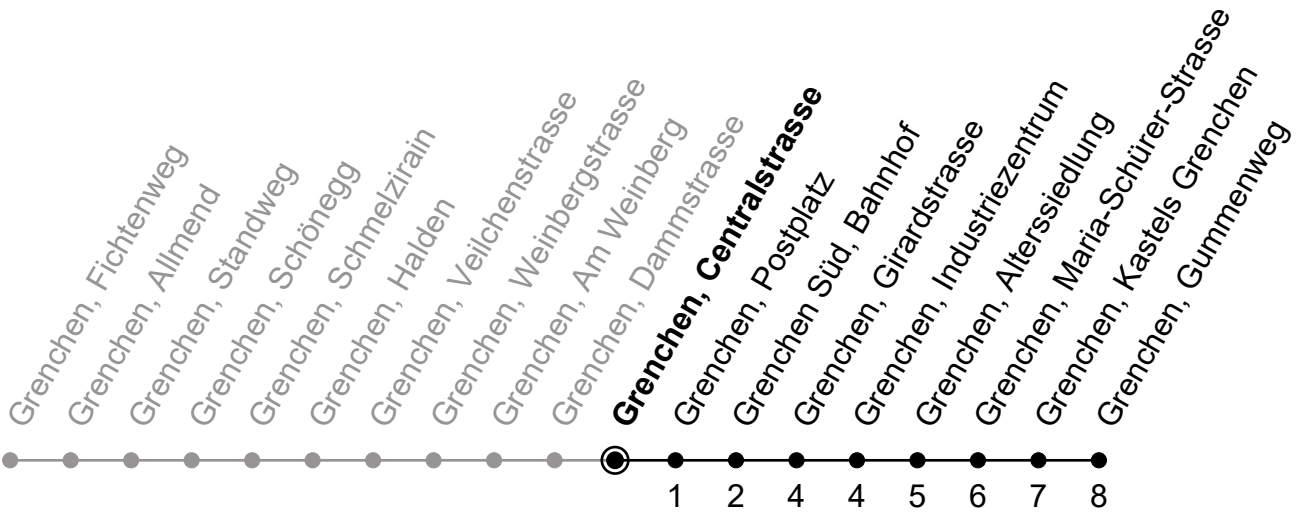 Grenchen, Fichtenweg
Grenchen, Allmend
Grenchen, Standweg
Grenchen, Schönegg
Grenchen, Schmelzirain
Grenchen, Halden
Grenchen, Veilchenstrasse
Grenchen, Weinbergstrasse
Grenchen, Am Weinberg
Grenchen, Dammstrasse
Grenchen, Centralstrasse
Grenchen, Postplatz
Grenchen Süd, Bahnhof
Grenchen, Girardstrasse
Grenchen, Industriezentrum
Grenchen, Alterssiedlung
Grenchen, Maria-Schürer-Strasse
Grenchen, Kastels Grenchen
Grenchen, Gummenweg
1 2 4 4 5 6 7 8